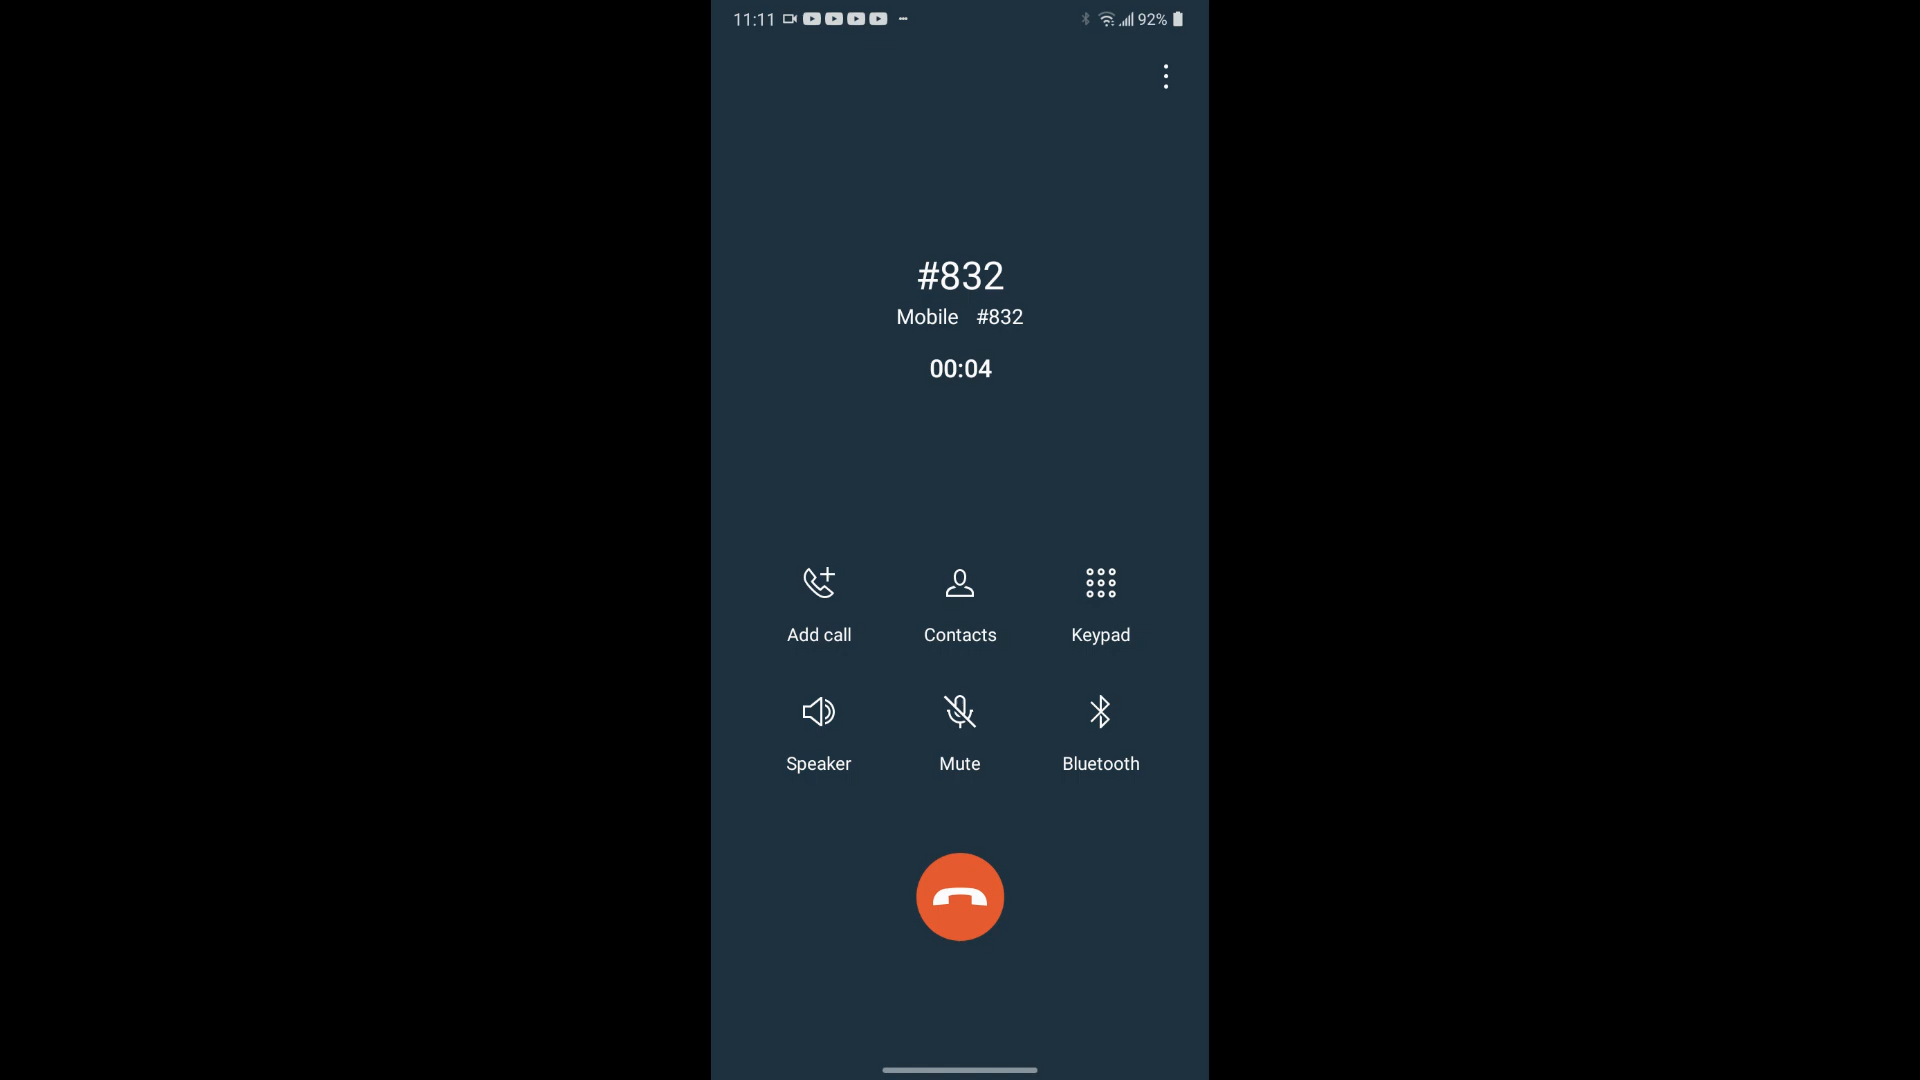 11:11 92%
#832
Mobile #832
00:04
Add call Contacts Keypad
Speaker Mute Bluetooth